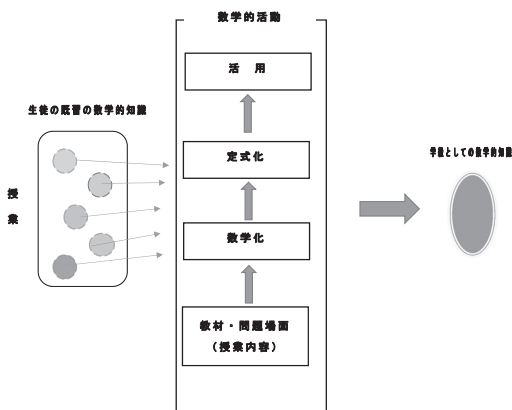 数学的活動
活 用
生徒の既習の数学的知識
定式化
学級としての数学的知識
授
業
数学化
教材・問題場面
(授業内容)